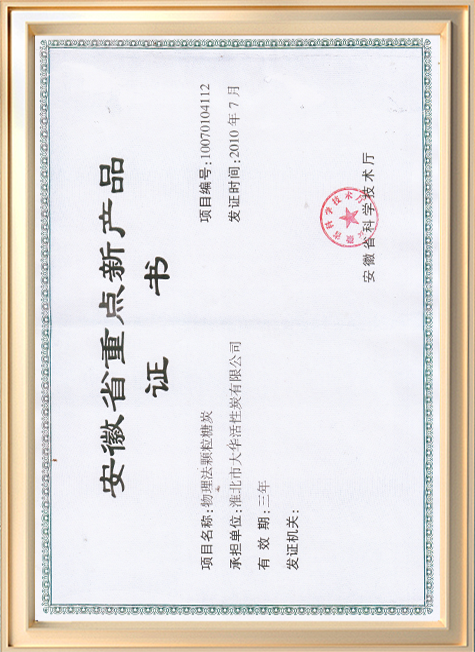 安徽省重点新产品
证书
项目名称:物理法颗粒糖炭
项目编号:10070104112
承担单位:淮北市大华活性炭有限公司
发证时间:2010年7月
有效期:三年
发证机关:
安徽省科学技术厅